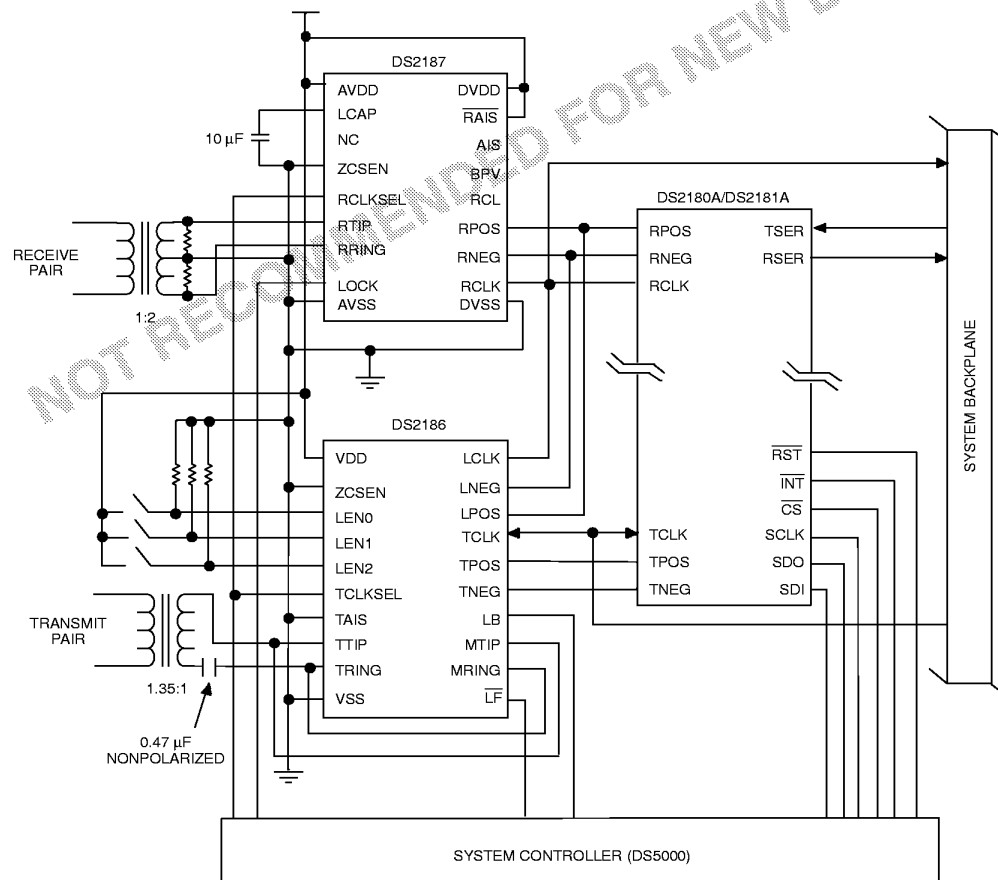 NOT RECOMMENDED FOR NEW
DS2187
AVDD
LCAP
NC
ZCSEN
RCLKSEL
RTIP
RRING
LOCK
AVSS
DVDD
RAIS
AIS
BPV
RCL
RPOS
RNEG
RCLK
DVSS
10 µF
RECEIVE
PAIR
1:2
DS2180A/DS2181A
RPOS
RNEG
RCLK
TCLK
TPOS
TNEG
TSER
RSER
RST
INT
CS
SCLK
SDO
SDI
SYSTEM BACKPLANE
DS2186
VDD
ZCSEN
LEN0
LEN1
LEN2
TCLKSEL
TAIS
TTIP
TRING
VSS
LCLK
LNEG
LPOS
TCLK
TPOS
TNEG
LB
MTIP
MRING
LF
TRANSMIT
PAIR
1.35:1
0.47 µF
NONPOLARIZED
SYSTEM CONTROLLER (DS5000)